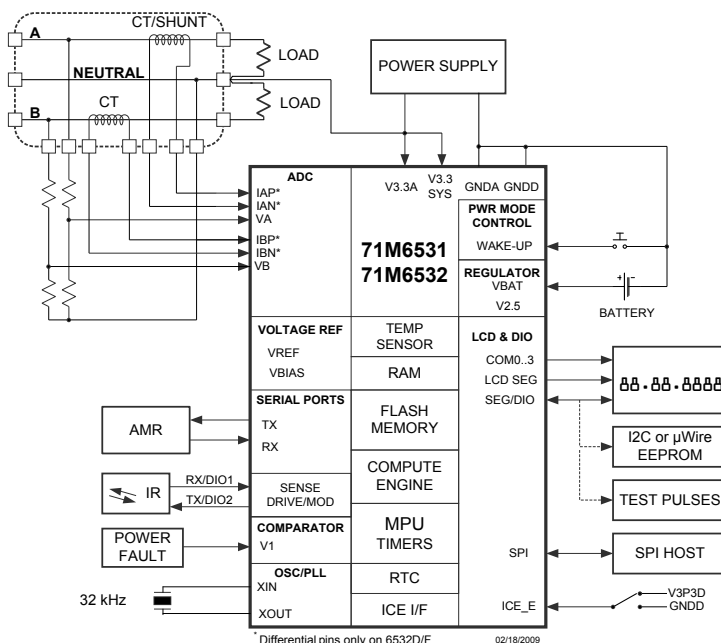 CT/SHUNT
A
LOAD
NEUTRAL
CT
LOAD
B
POWER SUPPLY
ADC
IAP*
IAN*
VA
IBP*
IBN*
VB
V3.3A
V3.3
SYS
GNDA GNDD
71M6531
71M6532
PWR MODE
CONTROL
WAKE-UP
REGULATOR
VBAT
V2.5
BATTERY
VOLTAGE REF
VREF
VBIAS
TEMP
SENSOR
RAM
LCD & DIO
COM0..3
LCD SEG
SEG/DIO
88.88.8888
SERIAL PORTS
TX
RX
AMR
FLASH
MEMORY
I2C or µWire
EEPROM
IR
RX/DIO1
TX/DIO2
SENSE
DRIVE/MOD
COMPUTE
ENGINE
TEST PULSES
POWER
FAULT
COMPARATOR
V1
MPU
TIMERS
SPI
SPI HOST
32 kHz
OSC/PLL
XIN
XOUT
RTC
ICE I/F
ICE_E
V3P3D
GNDD
* Differential pins only on 6532D/F
02/18/2009